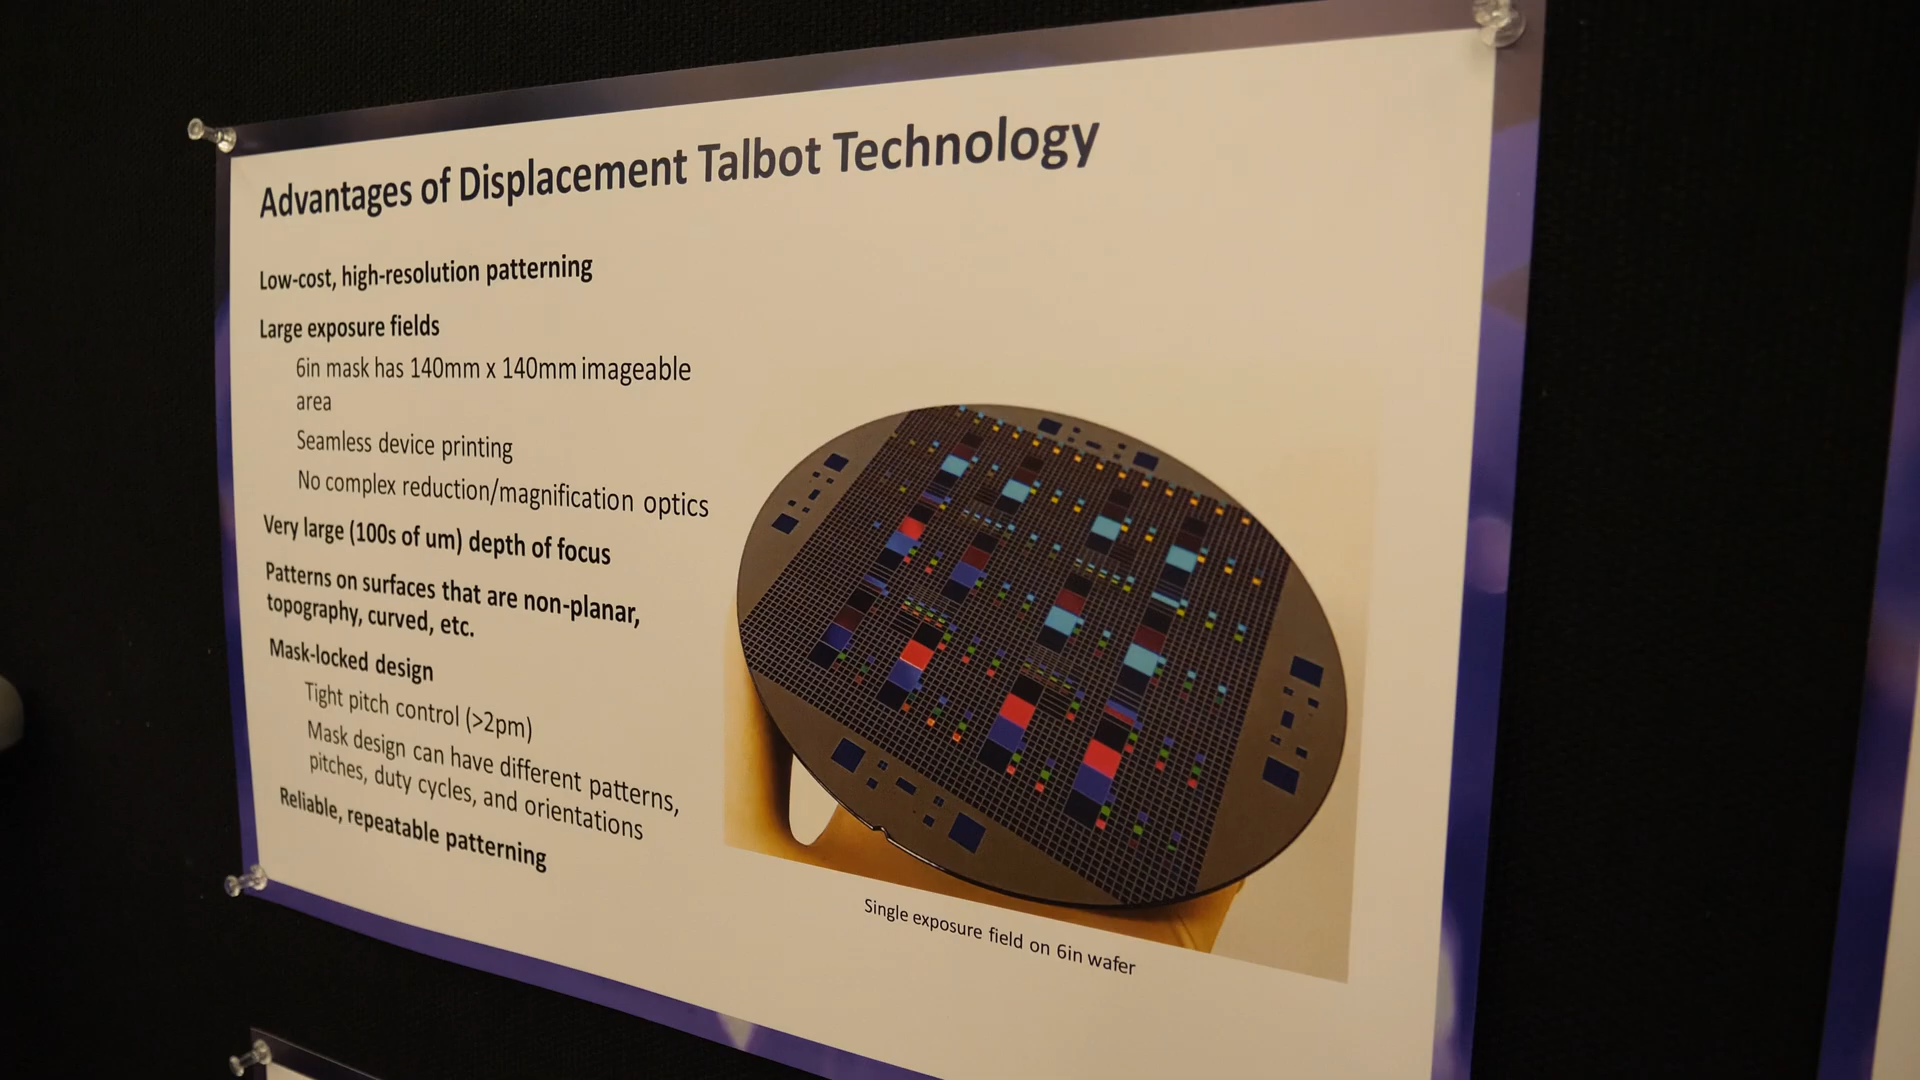 Advantages of Displacement Talbot Technology
Low-cost, high-resolution patterning
Large exposure fields
6in mask has 140mm x 140mm imageable
area
Seamless device printing
No complex reduction/magnification optics
Very large (100s of um) depth of focus
Patterns on surfaces that are non-planar,
topography, curved, etc.
Mask-locked design
Tight pitch control (>2pm)
Mask design can have different patterns,
pitches, duty cycles, and orientations
Reliable, repeatable patterning
Single exposure field on 6in wafer